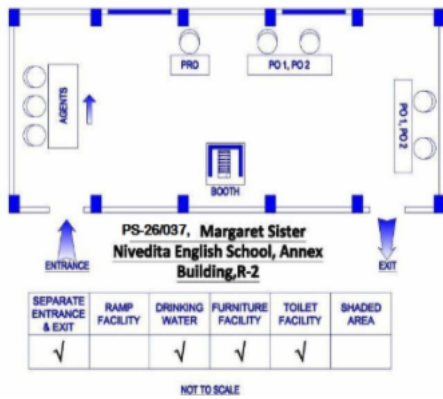 PRO
PO 1, PO 2
AGENTS
PO 1, PO 2
BOOTH
ENTRANCE
EXIT
PS-26/037, Margaret Sister
Nivedita English School, Annex
Building,R-2
SEPARATE ENTRANCE & EXIT
RAMP FACILITY
DRINKING WATER
FURNITURE FACILITY
TOILET FACILITY
SHADED AREA
√ √ √ √
NOT TO SCALE